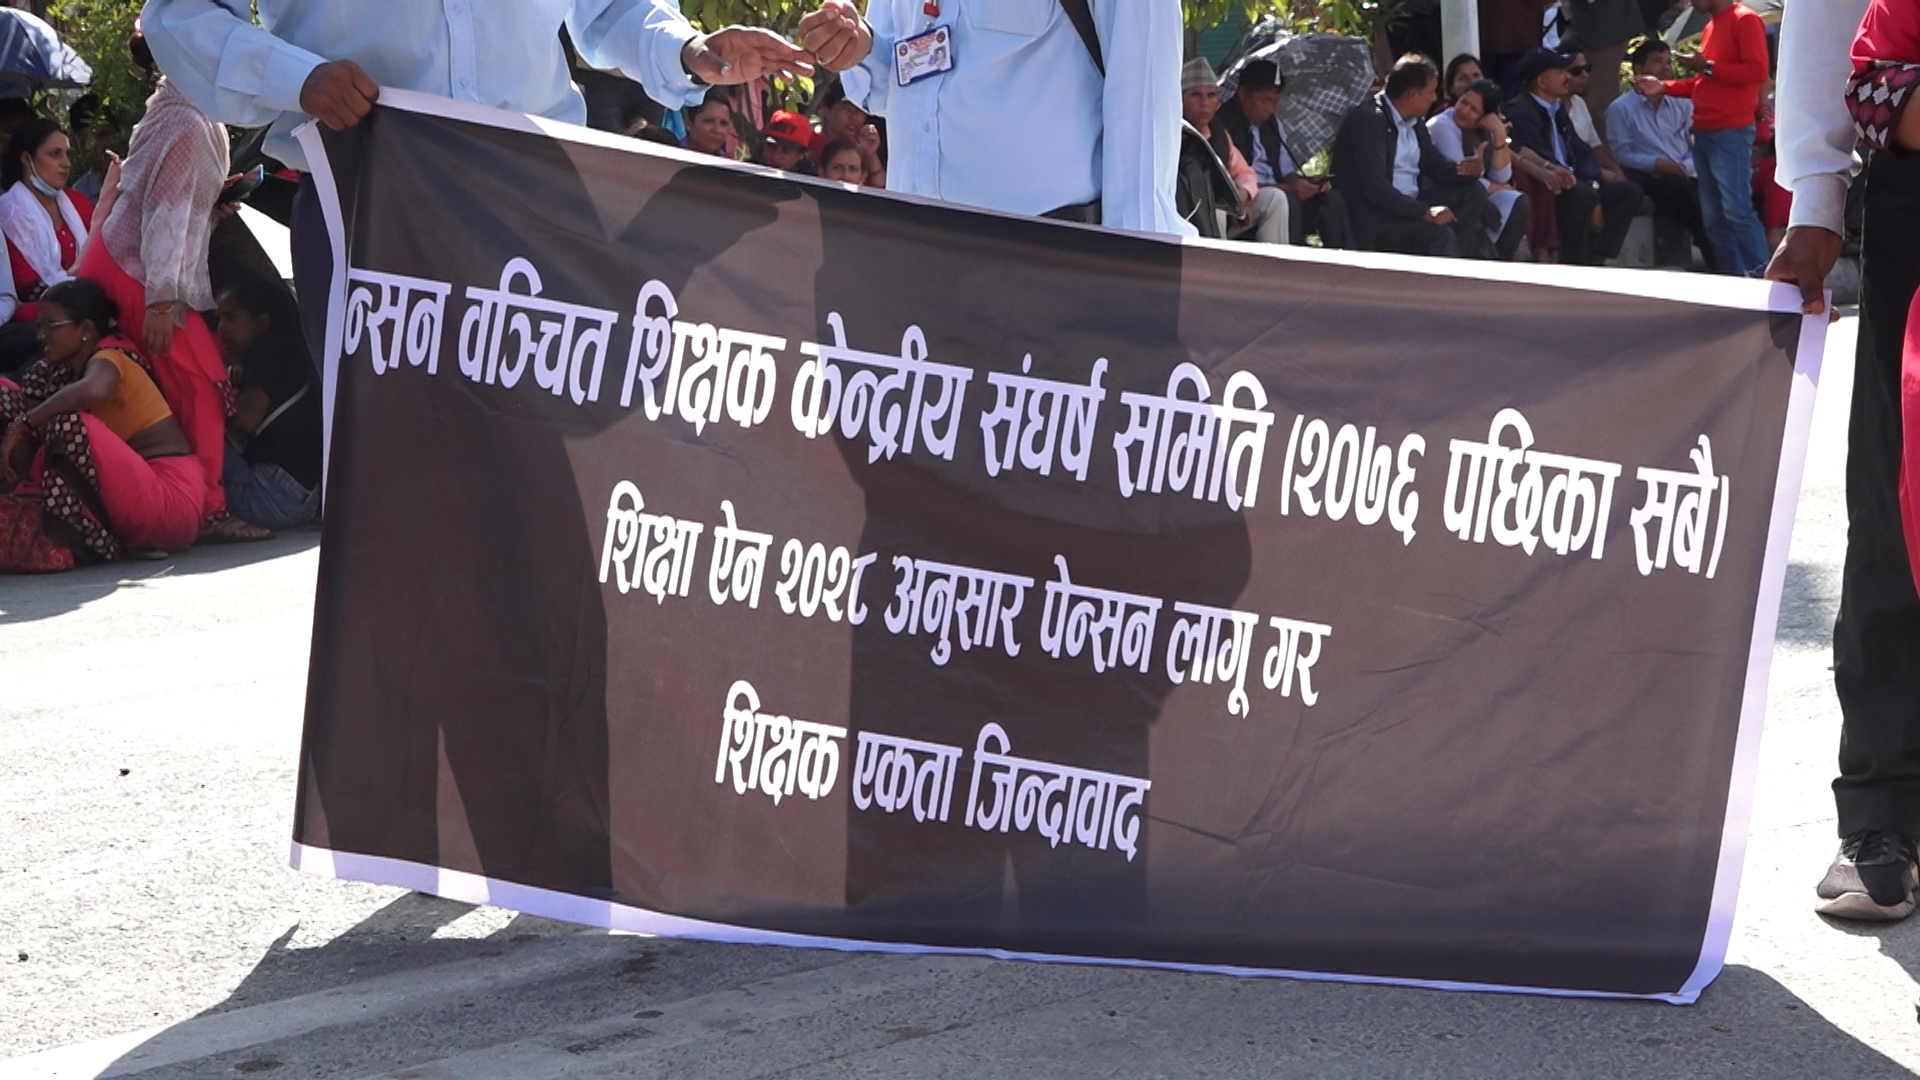 न्सन वञ्चित शिक्षक केन्द्रीय संघर्ष समिति (२०७६ पछिका सबै)
शिक्षा ऐन २०२८ अनुसार पेन्सन लागू गर
शिक्षक एकता जिन्दावाद